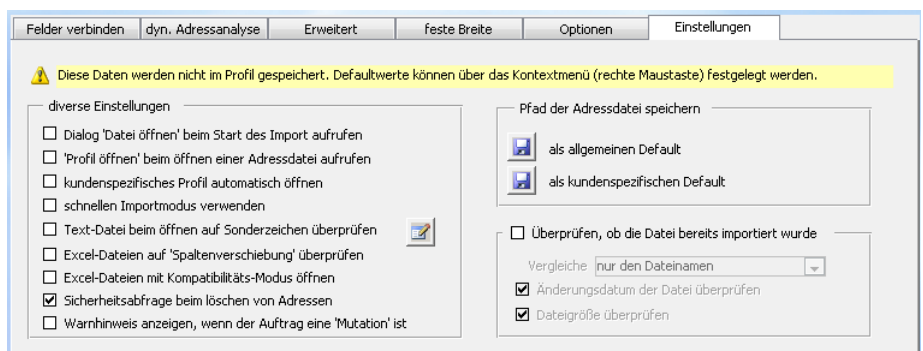 Felder verbinden dyn. Adressanalyse Erweitert feste Breite Optionen Einstellungen
Diese Daten werden nicht im Profil gespeichert. Defaultwerte können über das Kontextmenü (rechte Maustaste) festgelegt werden.
diverse Einstellungen
Dialog 'Datei öffnen' beim Start des Import aufrufen
'Profil öffnen' beim öffnen einer Adressdatei aufrufen
kundenspezifisches Profil automatisch öffnen
schnellen Importmodus verwenden
Text-Datei beim öffnen auf Sonderzeichen überprüfen
Excel-Dateien auf 'Spaltenverschiebung' überprüfen
Excel-Dateien mit Kompatibilitäts-Modus öffnen
Sicherheitsabfrage beim löschen von Adressen
Warnhinweis anzeigen, wenn der Auftrag eine 'Mutation' ist
Pfad der Adressdatei speichern
als allgemeinen Default
als kundenspezifischen Default
Überprüfen, ob die Datei bereits importiert wurde
Vergleiche nur den Dateinamen
Änderungsdatum der Datei überprüfen
Dateigröße überprüfen